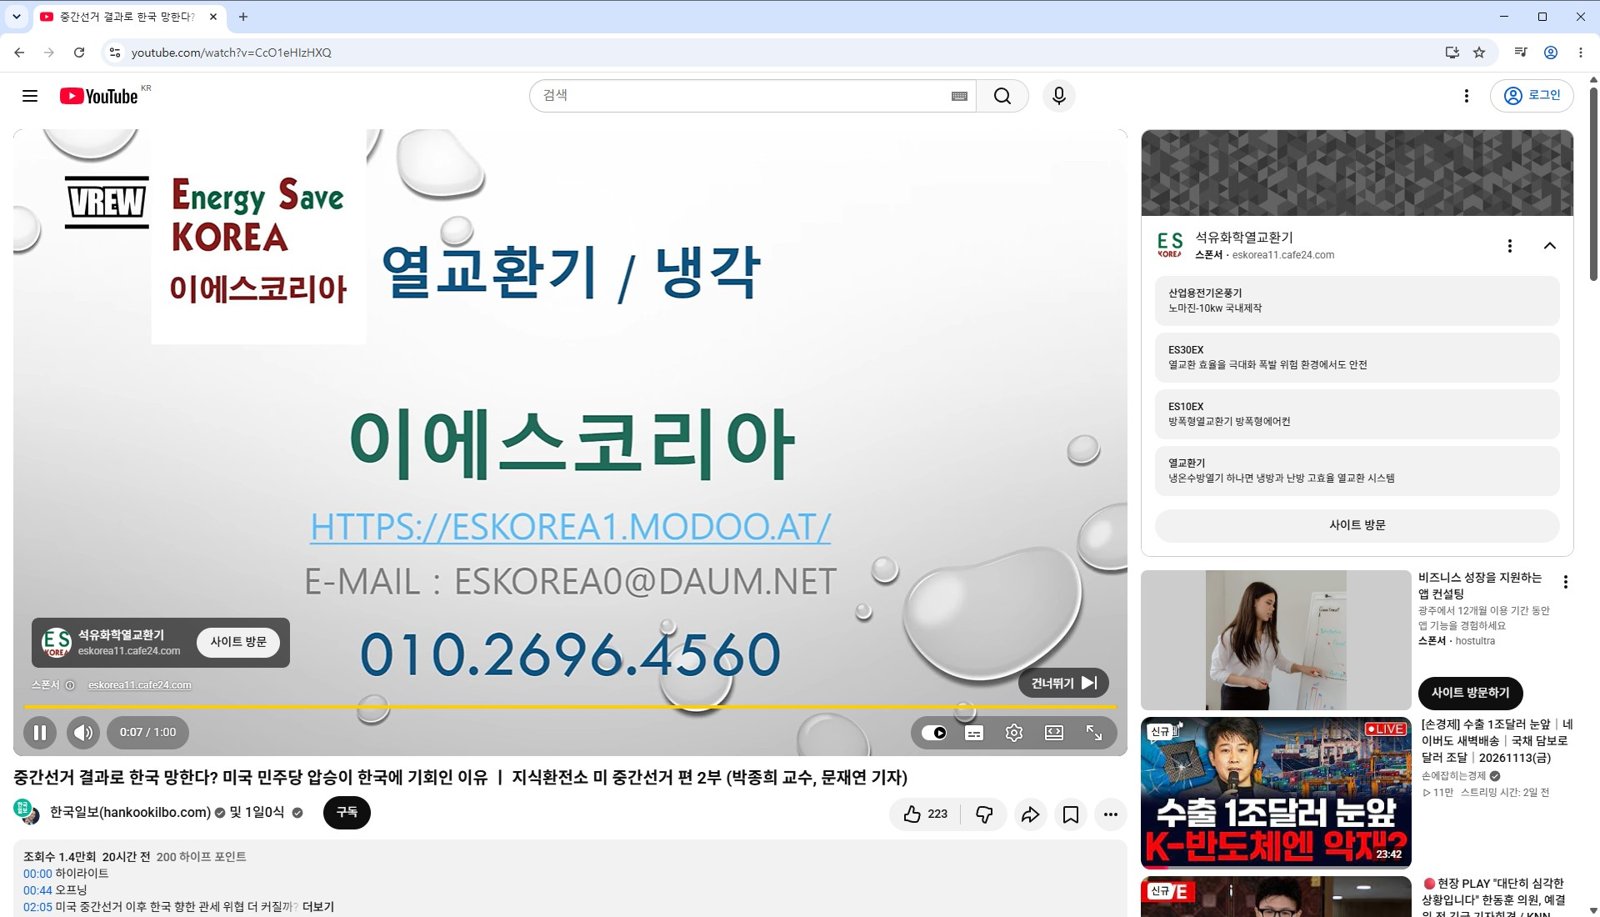 중간선거 결과로 한국 망한다?
youtube.com/watch?v=CcO1eHIzHXQ
YouTube KR
검색
로그인
VREW
Energy Save
KOREA
이에스코리아
열교환기 / 냉각
이에스코리아
HTTPS://ESKOREA1.MODOO.AT/
E-MAIL : ESKOREA0@DAUM.NET
010.2696.4560
ES
KOREA
석유화학열교환기
eskorea11.cafe24.com
사이트 방문
스폰서
eskorea11.cafe24.com
건너뛰기
0:07 / 1:00
중간선거 결과로 한국 망한다? 미국 민주당 압승이 한국에 기회인 이유 ㅣ 지식환전소 미 중간선거 편 2부 (박종희 교수, 문재연 기자)
한국일보(hankookilbo.com) 및 1일0식
구독
223
조회수 1.4만회 20시간 전 200 하이프 포인트
00:00 하이라이트
00:44 오프닝
02:05 미국 중간선거 이후 한국 향한 관세 위협 더 커질까? 더보기
ES
KOREA
석유화학열교환기
스폰서 · eskorea11.cafe24.com
산업용전기온풍기
노마진-10kw 국내제작
ES30EX
열교환 효율을 극대화 폭발 위험 환경에서도 안전
ES10EX
방폭형열교환기 방폭형에어컨
열교환기
냉온수방열기 하나면 냉방과 난방 고효율 열교환 시스템
사이트 방문
비즈니스 성장을 지원하는
앱 컨설팅
광주에서 12개월 이용 기간 동안
앱 기능을 경험하세요
스폰서 · hostultra
사이트 방문하기
신규
LIVE
수출 1조달러 눈앞
K-반도체엔 악재?
23:42
[손경제] 수출 1조달러 눈앞｜네
이버도 새벽배송｜국채 담보로
달러 조달｜20261113(금)
손에잡히는경제
11만 스트리밍 시간: 2일 전
신규
현장 PLAY "대단히 심각한
상황입니다" 한동훈 의원, 예결